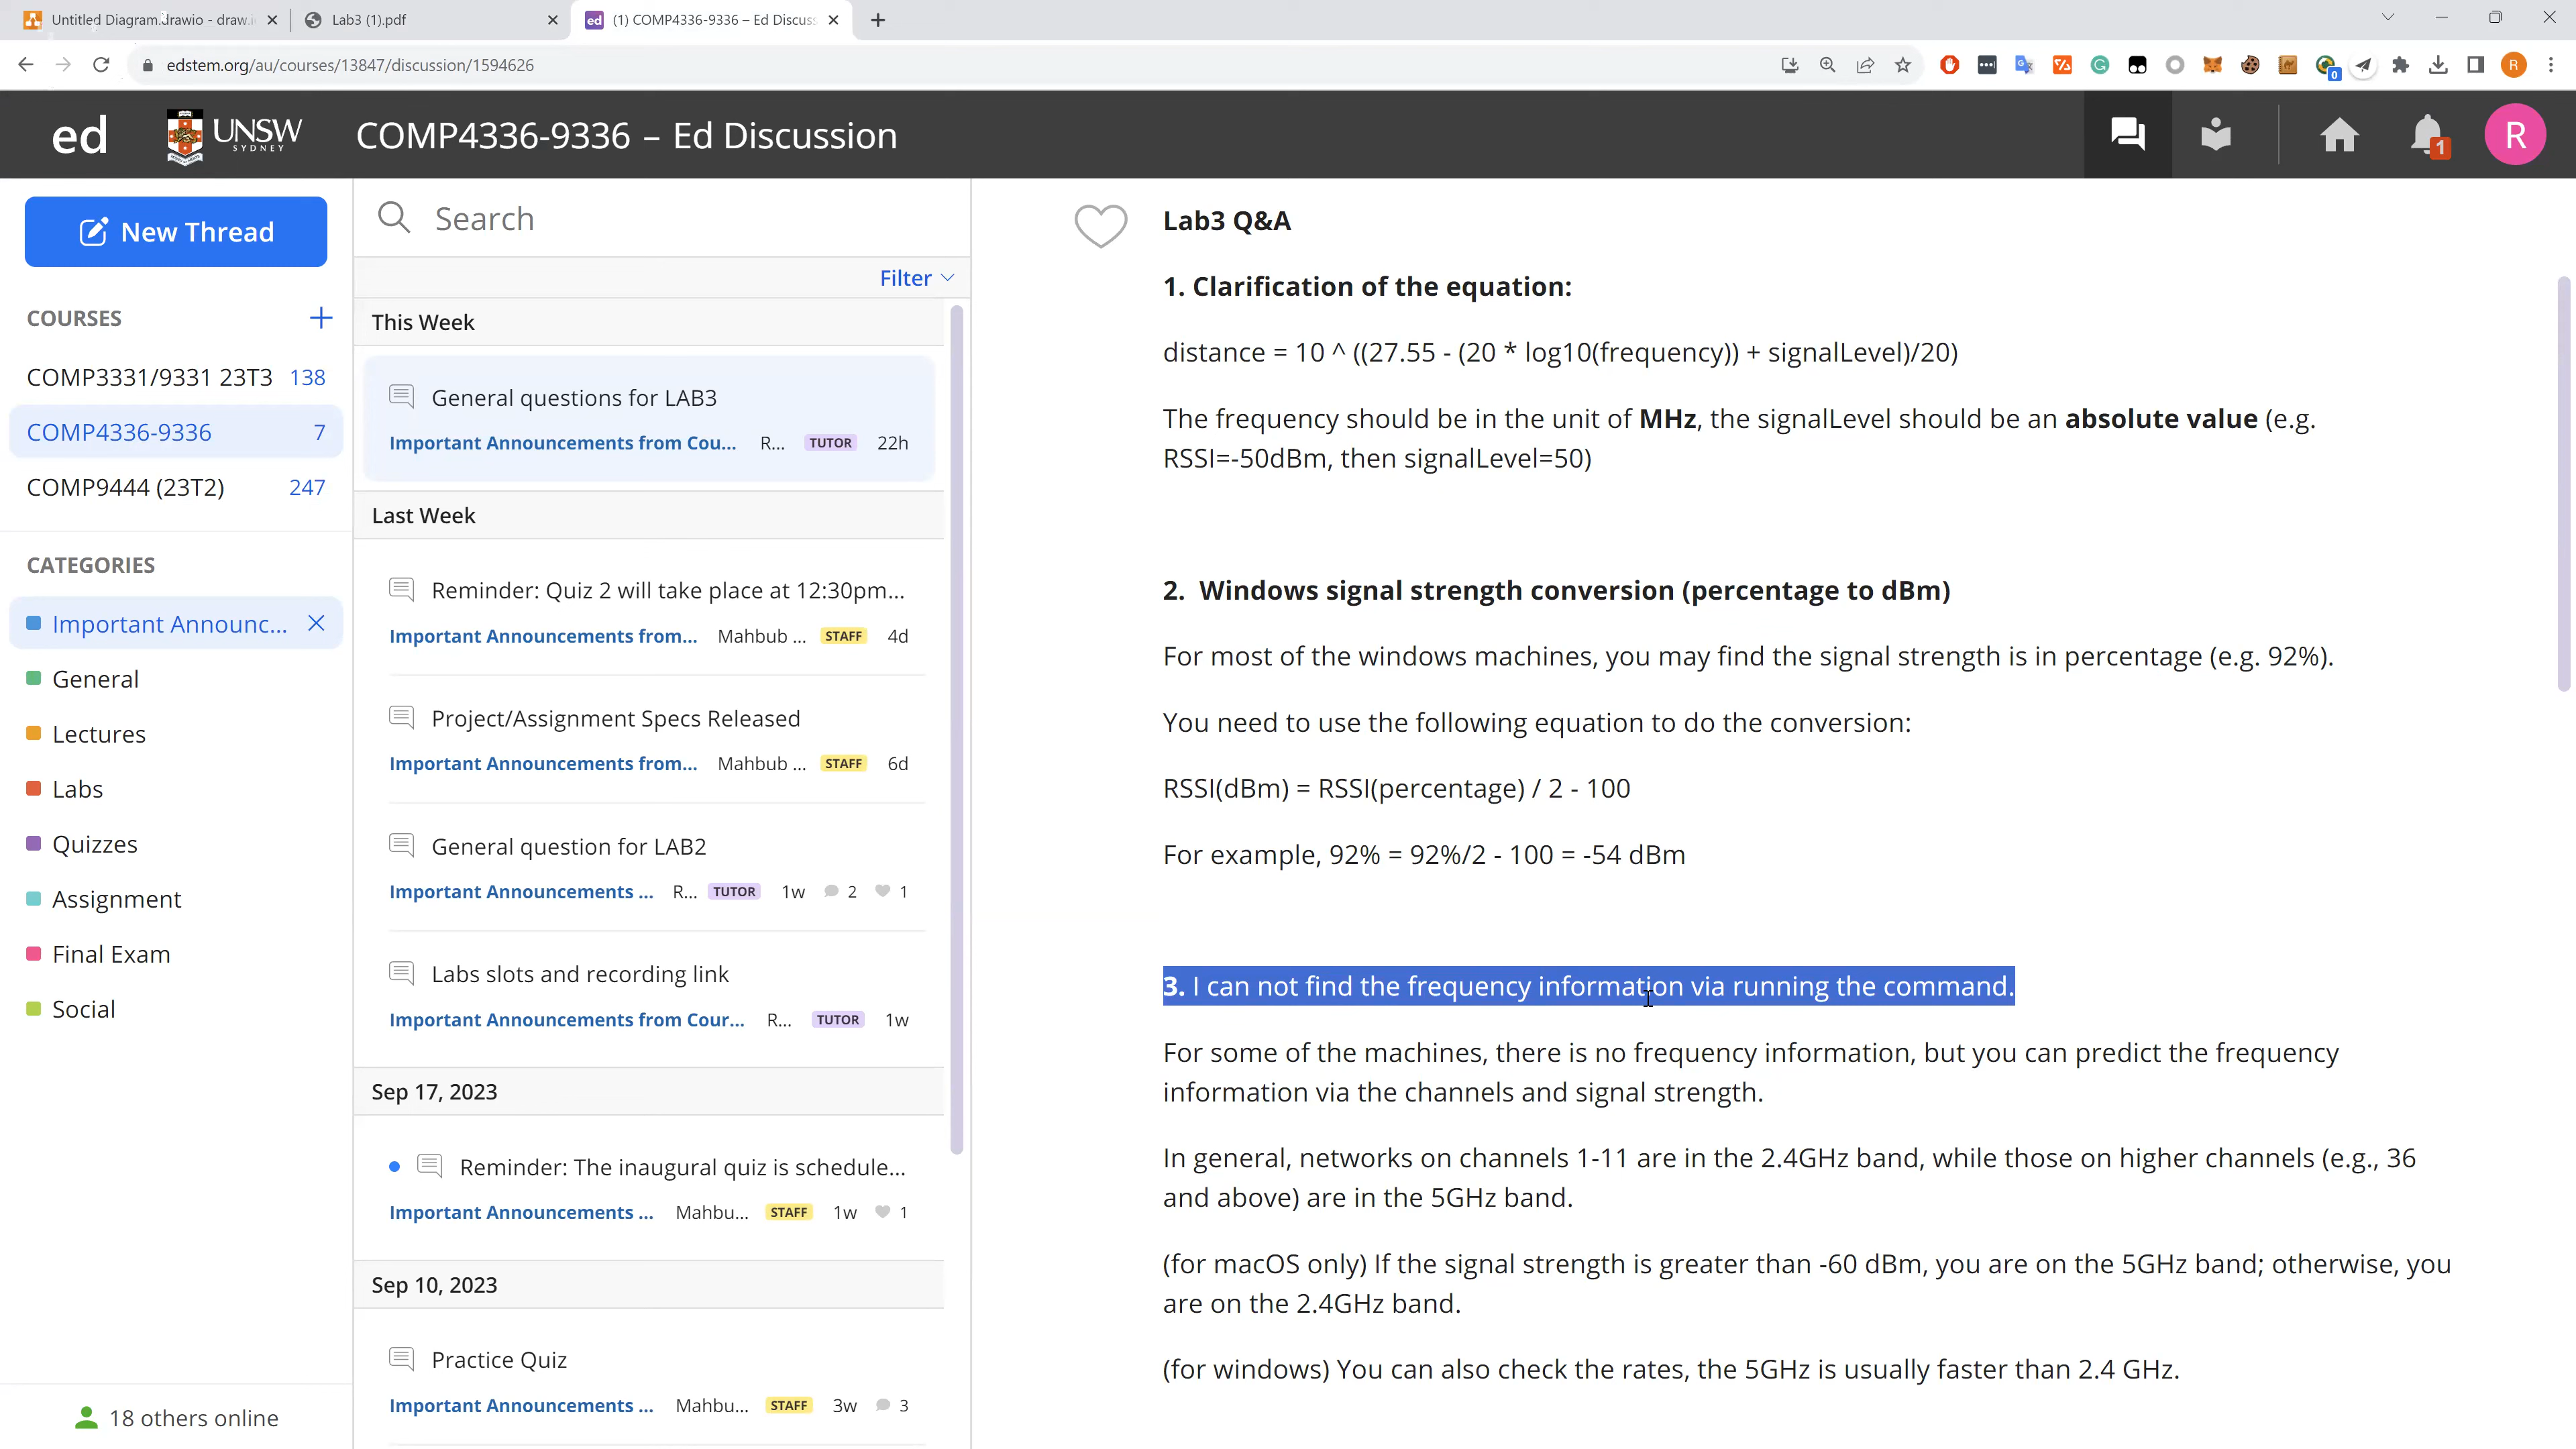 Untitled Diagram.drawio - draw.i
Lab3 (1).pdf
ed
(1) COMP4336-9336 – Ed Discuss
edstem.org/au/courses/13847/discussion/1594626
0
R
ed
UNSW
SYDNEY
COMP4336-9336 – Ed Discussion
1
R
New Thread
Search
Filter
COURSES
COMP3331/9331 23T3 138
COMP4336-9336 7
COMP9444 (23T2) 247
CATEGORIES
Important Announc...
General
Lectures
Labs
Quizzes
Assignment
Final Exam
Social
18 others online
This Week
General questions for LAB3
Important Announcements from Cou... R... TUTOR 22h
Last Week
Reminder: Quiz 2 will take place at 12:30pm...
Important Announcements from... Mahbub ... STAFF 4d
Project/Assignment Specs Released
Important Announcements from... Mahbub ... STAFF 6d
General question for LAB2
Important Announcements ... R... TUTOR 1w 2 1
Labs slots and recording link
Important Announcements from Cour... R... TUTOR 1w
Sep 17, 2023
Reminder: The inaugural quiz is schedule...
Important Announcements ... Mahbu... STAFF 1w 1
Sep 10, 2023
Practice Quiz
Important Announcements ... Mahbu... STAFF 3w 3
Lab3 Q&A
1. Clarification of the equation:
distance = 10 ^ ((27.55 - (20 * log10(frequency)) + signalLevel)/20)
The frequency should be in the unit of MHz, the signalLevel should be an absolute value (e.g.
RSSI=-50dBm, then signalLevel=50)
2. Windows signal strength conversion (percentage to dBm)
For most of the windows machines, you may find the signal strength is in percentage (e.g. 92%).
You need to use the following equation to do the conversion:
RSSI(dBm) = RSSI(percentage) / 2 - 100
For example, 92% = 92%/2 - 100 = -54 dBm
3. I can not find the frequency information via running the command.
For some of the machines, there is no frequency information, but you can predict the frequency
information via the channels and signal strength.
In general, networks on channels 1-11 are in the 2.4GHz band, while those on higher channels (e.g., 36
and above) are in the 5GHz band.
(for macOS only) If the signal strength is greater than -60 dBm, you are on the 5GHz band; otherwise, you
are on the 2.4GHz band.
(for windows) You can also check the rates, the 5GHz is usually faster than 2.4 GHz.